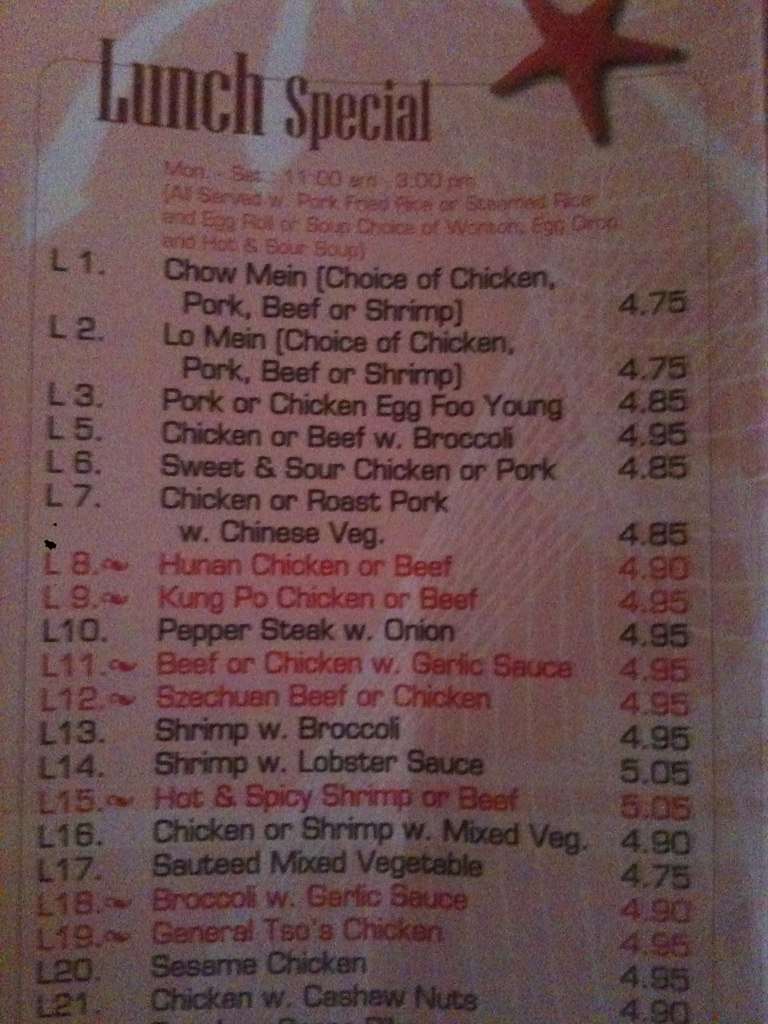 Lunch Special
Mon. - Sat.: 11:00 am - 3:00 pm
(All Served w. Pork Fried Rice or Steamed Rice
and Egg Roll or Soup Choice of Wonton, Egg Drop
and Hot & Sour Soup)
L 1. Chow Mein (Choice of Chicken,
Pork, Beef or Shrimp) 4.75
L 2. Lo Mein (Choice of Chicken,
Pork, Beef or Shrimp) 4.75
L 3. Pork or Chicken Egg Foo Young 4.85
L 5. Chicken or Beef w. Broccoli 4.95
L 6. Sweet & Sour Chicken or Pork 4.85
L 7. Chicken or Roast Pork
w. Chinese Veg. 4.85
L 8. Hunan Chicken or Beef 4.90
L 9. Kung Po Chicken or Beef 4.95
L10. Pepper Steak w. Onion 4.95
L11. Beef or Chicken w. Garlic Sauce 4.95
L12. Szechuen Beef or Chicken 4.95
L13. Shrimp w. Broccoli 4.95
L14. Shrimp w. Lobster Sauce 5.05
L15. Hot & Spicy Shrimp or Beef 5.05
L16. Chicken or Shrimp w. Mixed Veg. 4.90
L17. Sauteed Mixed Vegetable 4.75
L18. Broccoli w. Garlic Sauce 4.90
L19. General Tso's Chicken 4.95
L20. Sesame Chicken 4.95
L21. Chicken w. Cashew Nuts 4.90